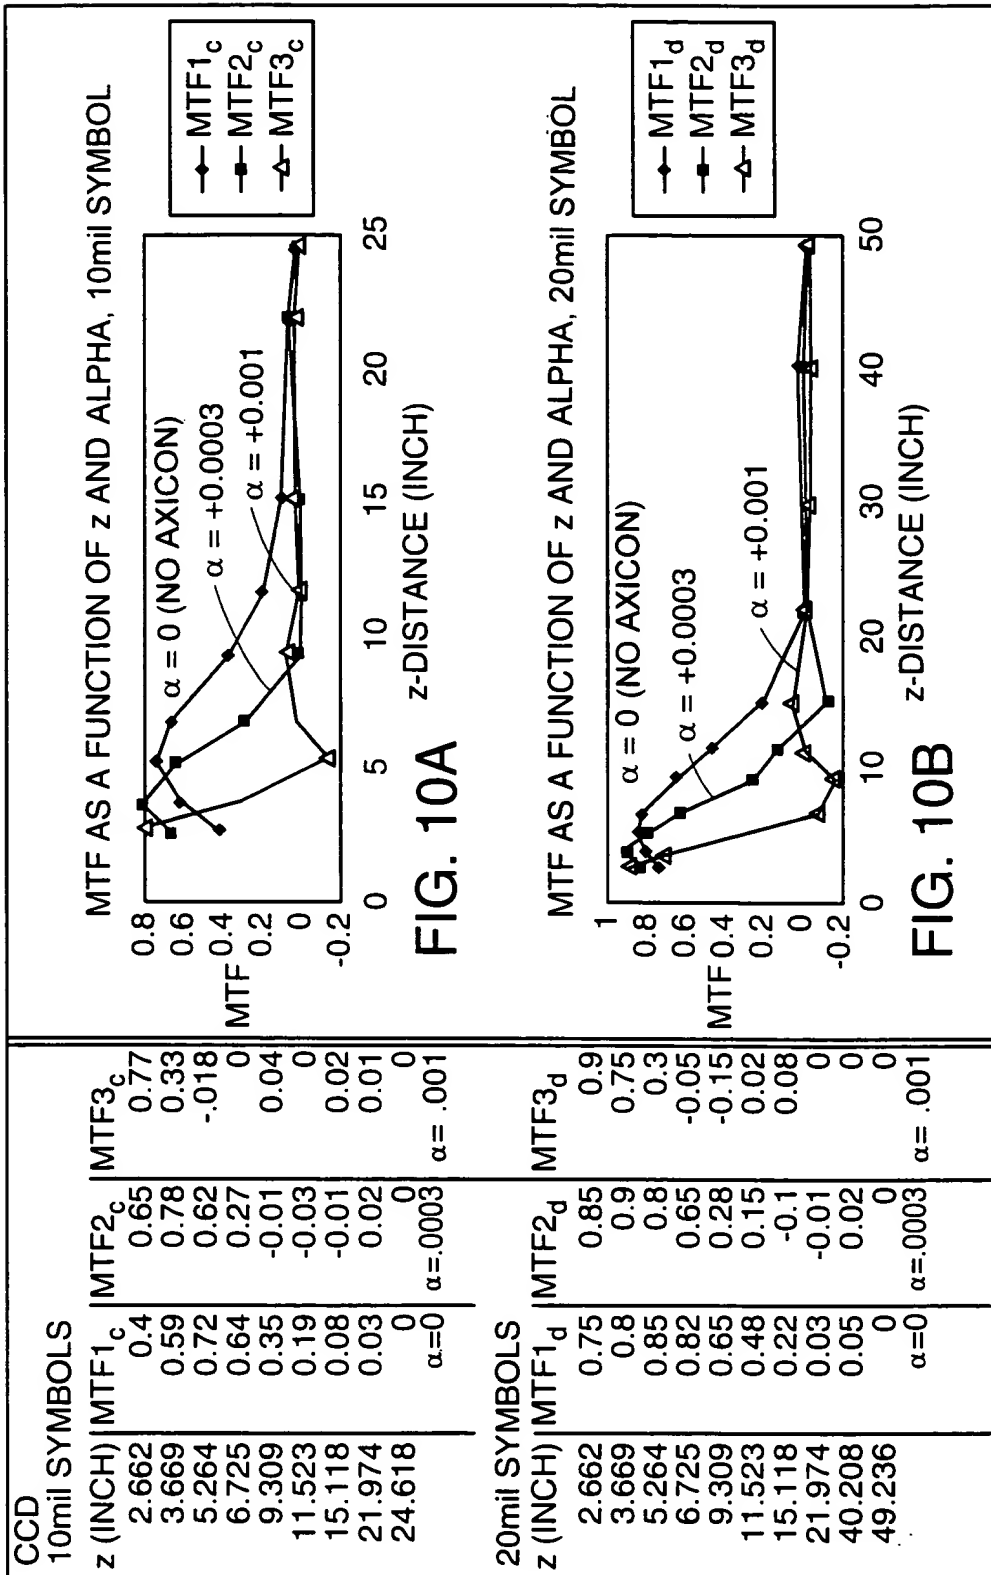 CCD
10mil SYMBOLS
z (INCH) MTF1c MTF2c MTF3c
2.662 0.4 0.65 0.77
3.669 0.59 0.78 0.33
5.264 0.72 0.62 -.018
6.725 0.64 0.27 0
9.309 0.35 -0.01 0.04
11.523 0.19 -0.03 0
15.118 0.08 -0.01 0.02
21.974 0.03 0.02 0.01
24.618 0 0 0
α=0 α=.0003 α= .001
20mil SYMBOLS
z (INCH) MTF1d MTF2d MTF3d
2.662 0.75 0.85 0.9
3.669 0.8 0.9 0.75
5.264 0.85 0.8 0.3
6.725 0.82 0.65 -0.05
9.309 0.65 0.28 -0.15
11.523 0.48 0.15 0.02
15.118 0.22 -0.1 0.08
21.974 0.03 -0.01 0
40.208 0.05 0.02 0
49.236 0 0 0
α=0 α=.0003 α= .001
MTF AS A FUNCTION OF z AND ALPHA, 10mil SYMBOL
0.8
0.6
0.4
0.2
0
-0.2
MTF
α = 0 (NO AXICON)
α = +0.0003
α = +0.001
0 5 10 15 20 25
z-DISTANCE (INCH)
MTF1c
MTF2c
MTF3c
FIG. 10A
MTF AS A FUNCTION OF z AND ALPHA, 20mil SYMBOL
1
0.8
0.6
MTF 0.4
0.2
0
-0.2
α = 0 (NO AXICON)
α = +0.0003
α = +0.001
0 10 20 30 40 50
z-DISTANCE (INCH)
MTF1d
MTF2d
MTF3d
FIG. 10B